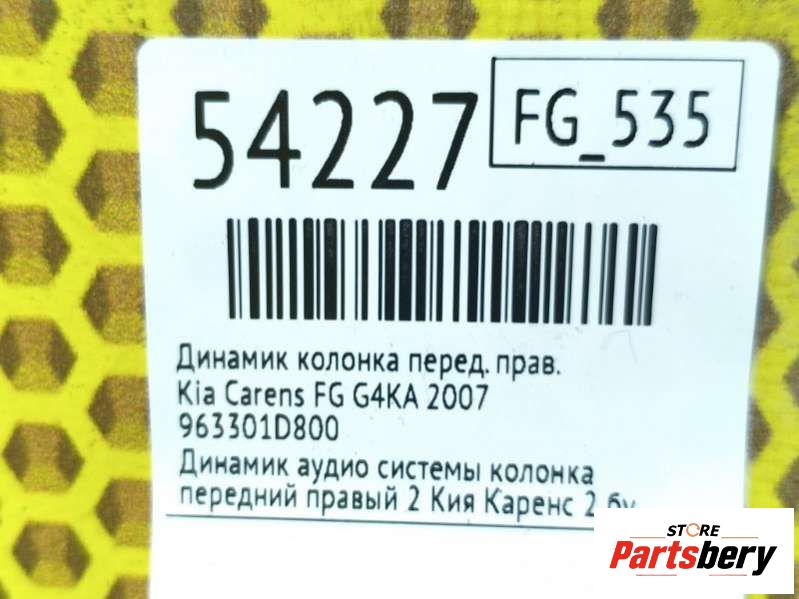 54227
FG_535
Динамик колонка перед. прав.
Kia Carens FG G4KA 2007
963301D800
Динамик аудио системы колонка
передний правый 2 Кия Каренс 2 бу
STORE
Partsbery